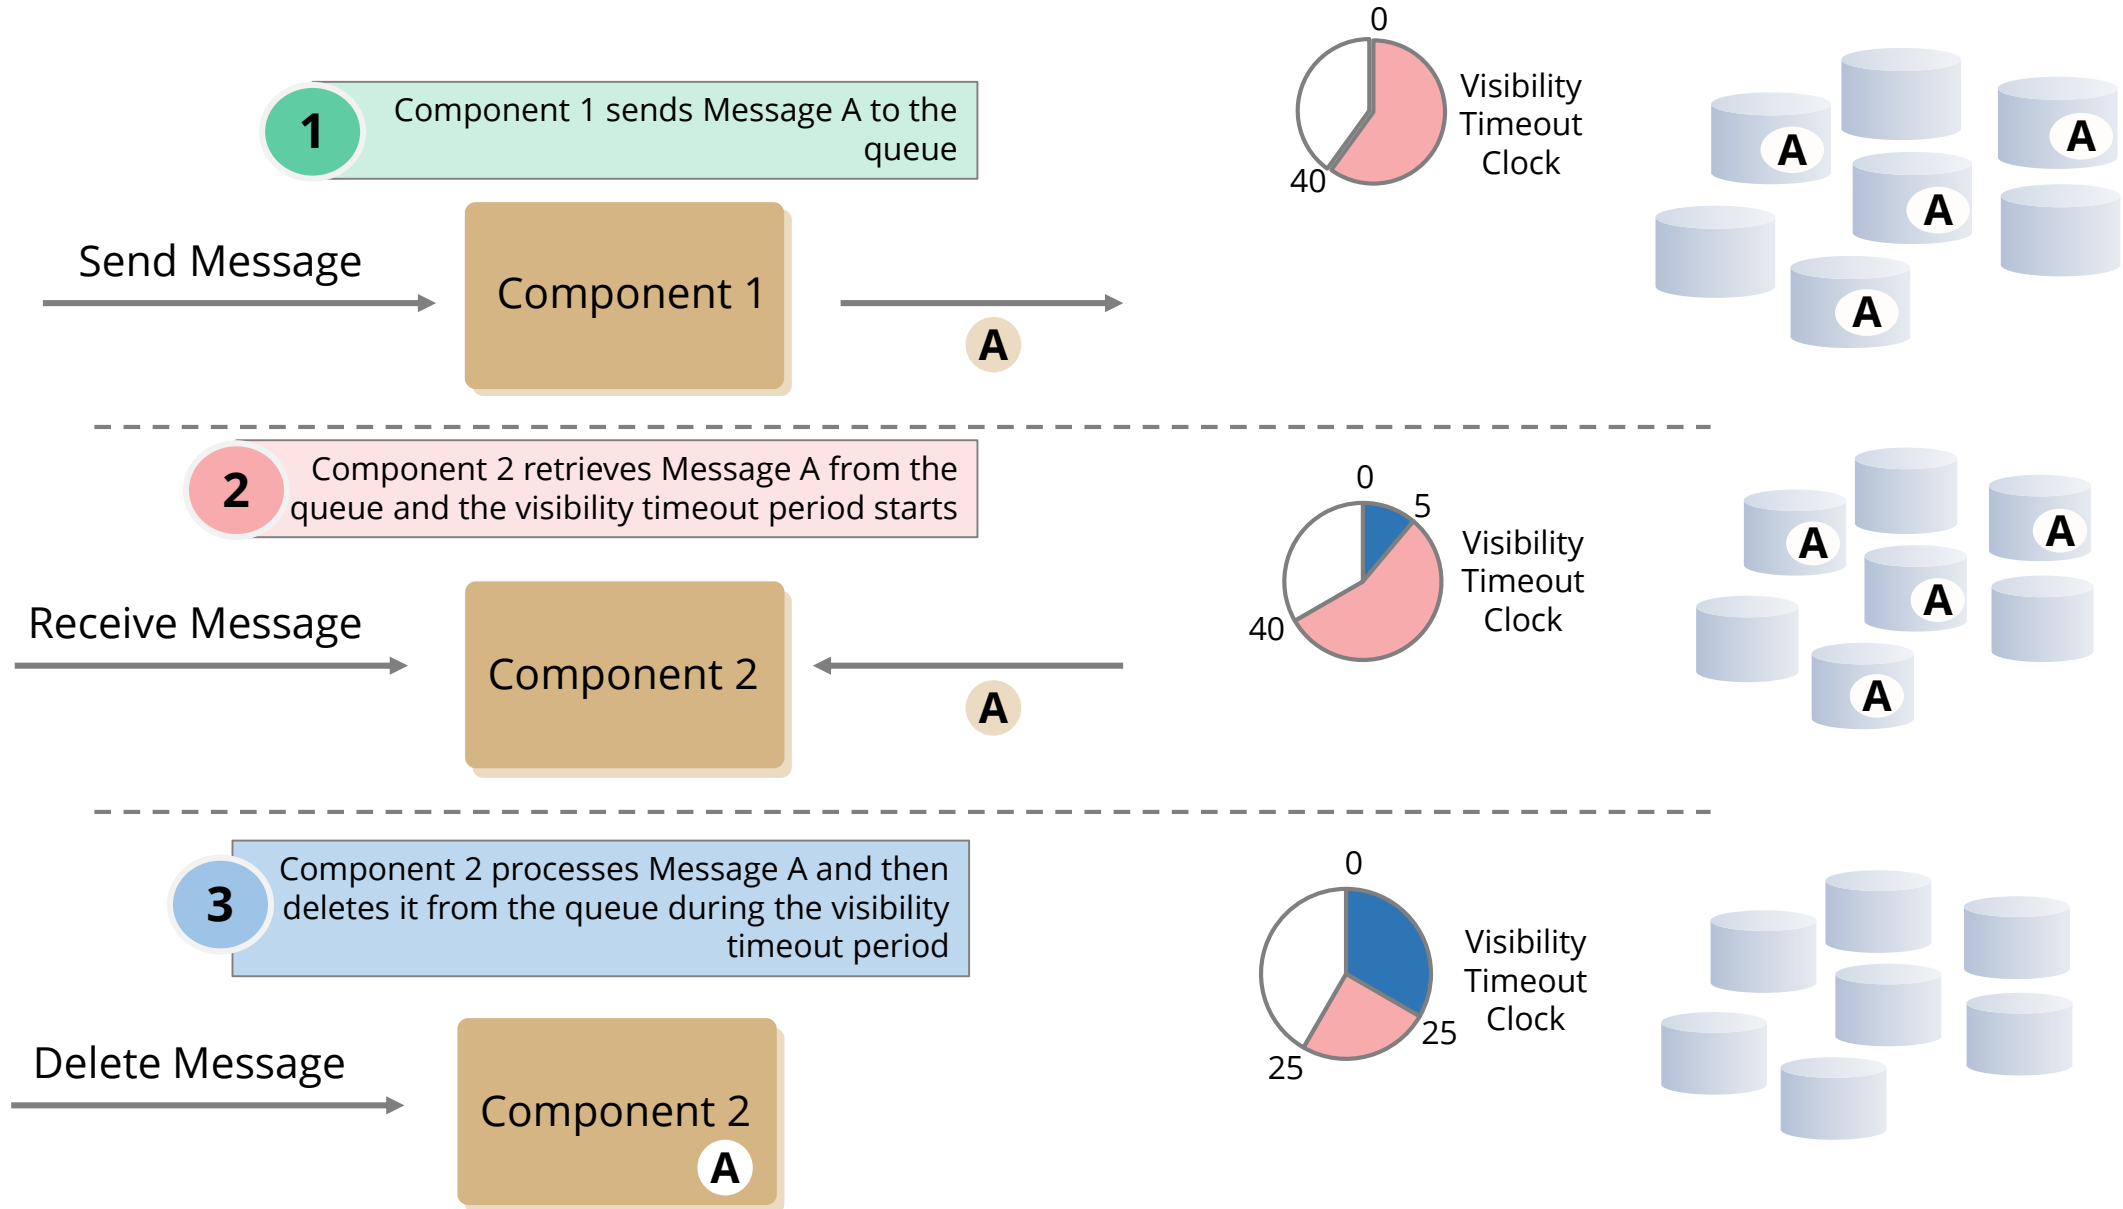 1
Component 1 sends Message A to the
queue
Send Message
Component 1
A
0
40
Visibility
Timeout
Clock
A
A
A
A
2
Component 2 retrieves Message A from the
queue and the visibility timeout period starts
Receive Message
Component 2
A
0
5
40
Visibility
Timeout
Clock
A
A
A
A
3
Component 2 processes Message A and then
deletes it from the queue during the visibility
timeout period
Delete Message
Component 2
A
0
25
25
Visibility
Timeout
Clock